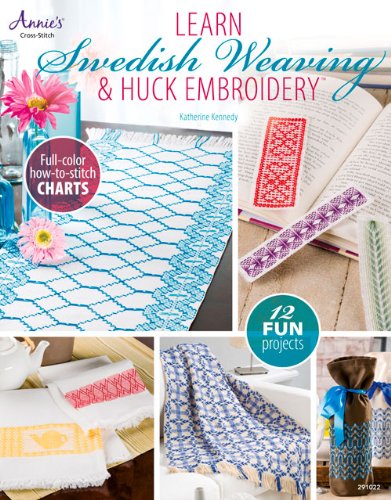 Annie's
Cross-Stitch
LEARN
Swedish Weaving
& HUCK EMBROIDERY™
Katherine Kennedy
Full-color
how-to-stitch
CHARTS
12
FUN
projects
291022